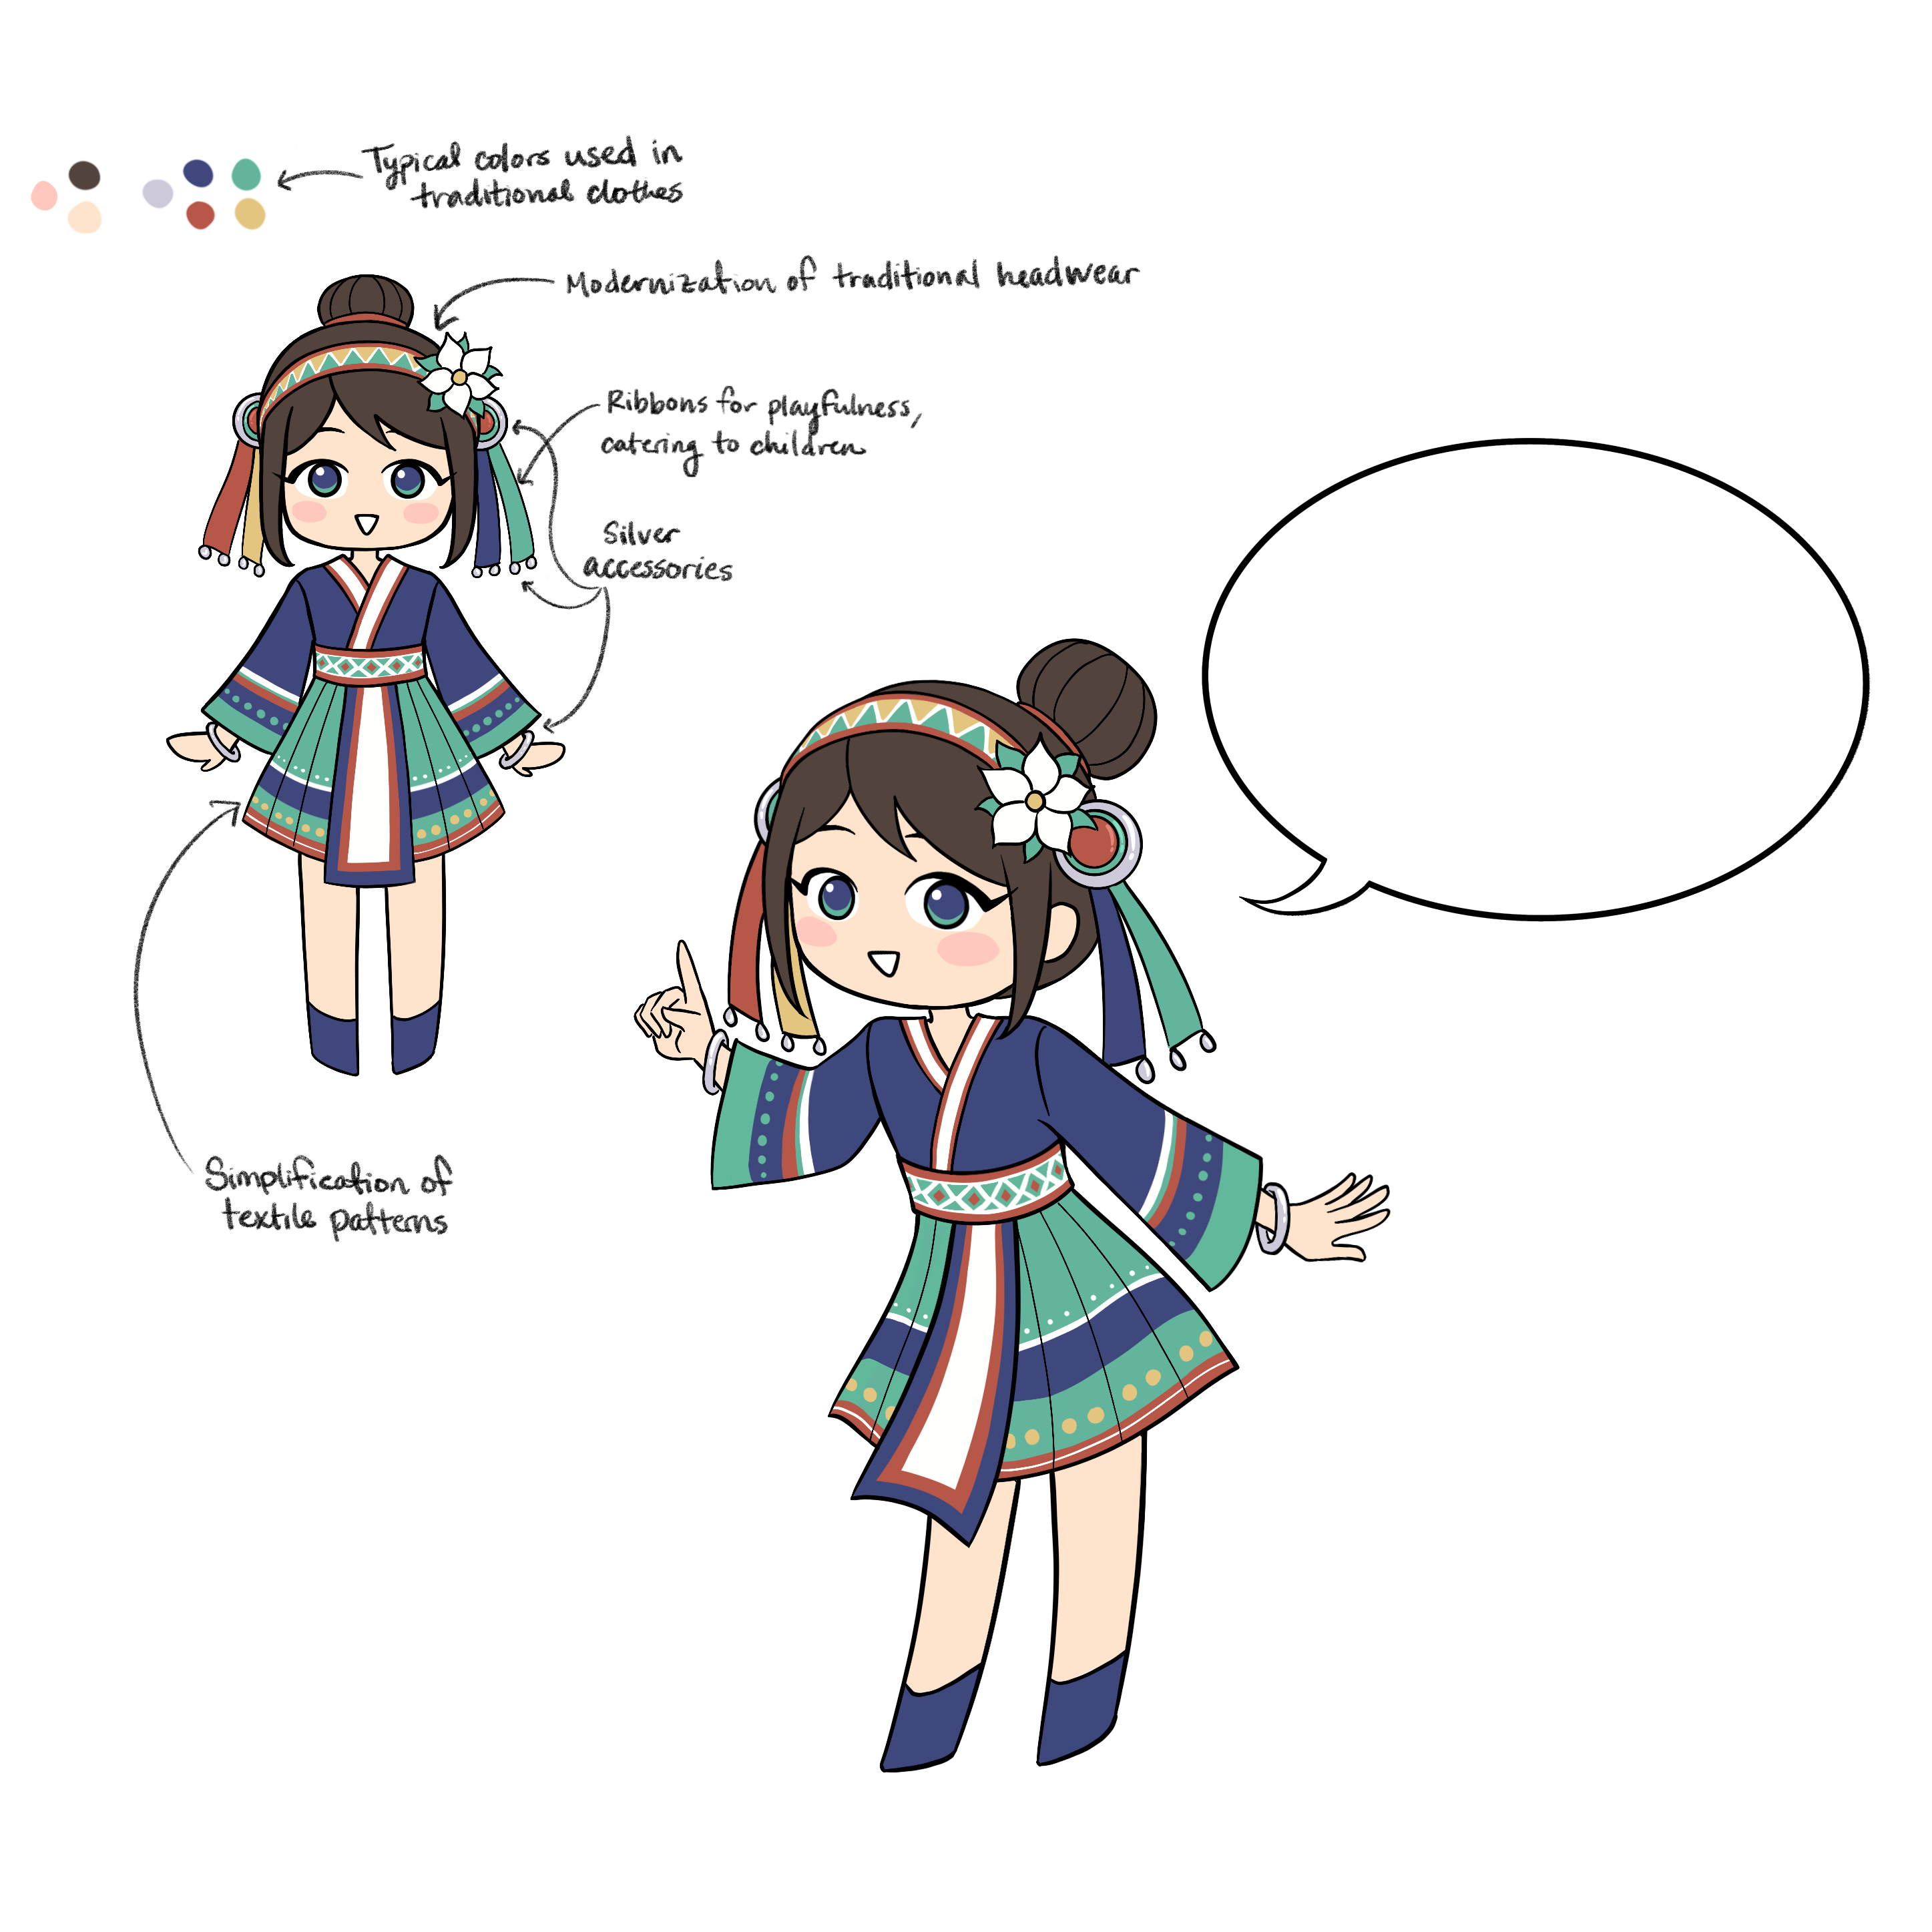 Typical colors used in
traditional clothes
Modernization of traditional headwear
Ribbons for playfulness,
catering to children
Silver
accessories
Simplification of
textile patterns